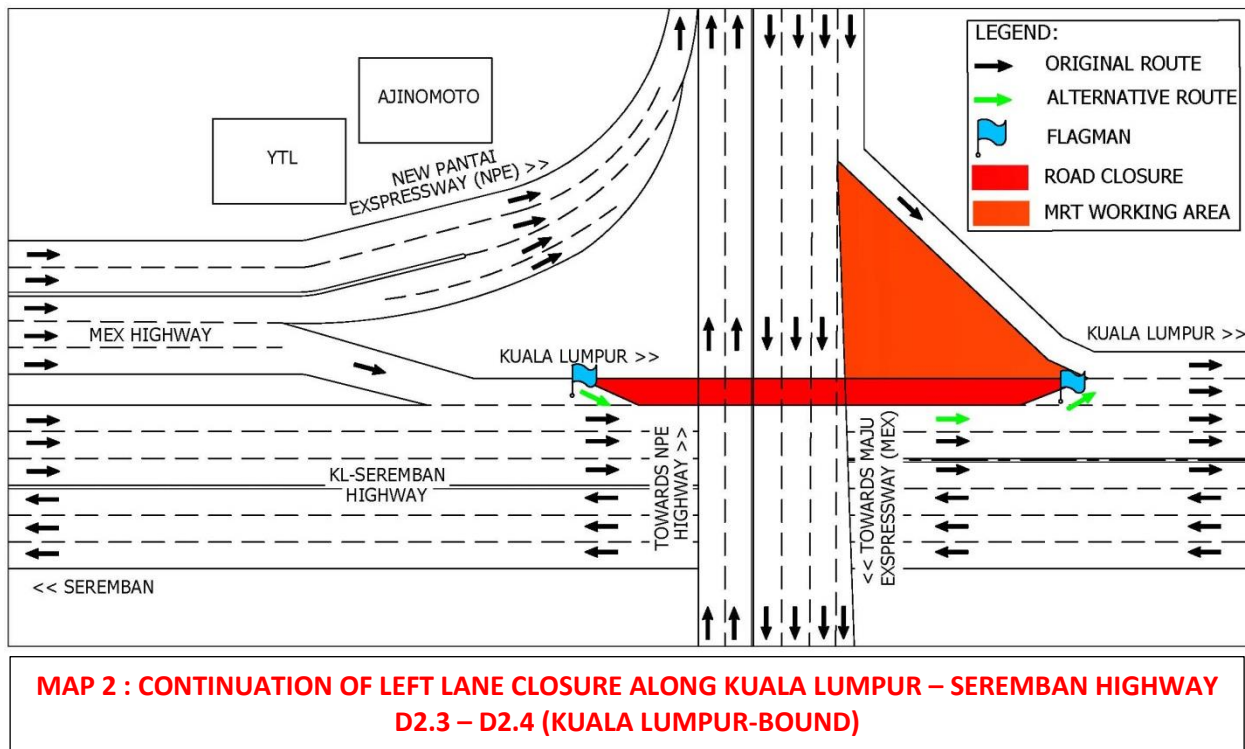 LEGEND:
ORIGINAL ROUTE
ALTERNATIVE ROUTE
FLAGMAN
ROAD CLOSURE
MRT WORKING AREA
AJINOMOTO
YTL
NEW PANTAI
EXSPRESSWAY (NPE) >>
MEX HIGHWAY
KUALA LUMPUR >>
KUALA LUMPUR >>
KL-SEREMBAN
HIGHWAY
TOWARDS NPE
HIGHWAY >>
<< TOWARDS MAJU
EXSPRESSWAY (MEX)
<< SEREMBAN
MAP 2 : CONTINUATION OF LEFT LANE CLOSURE ALONG KUALA LUMPUR – SEREMBAN HIGHWAY
D2.3 – D2.4 (KUALA LUMPUR-BOUND)